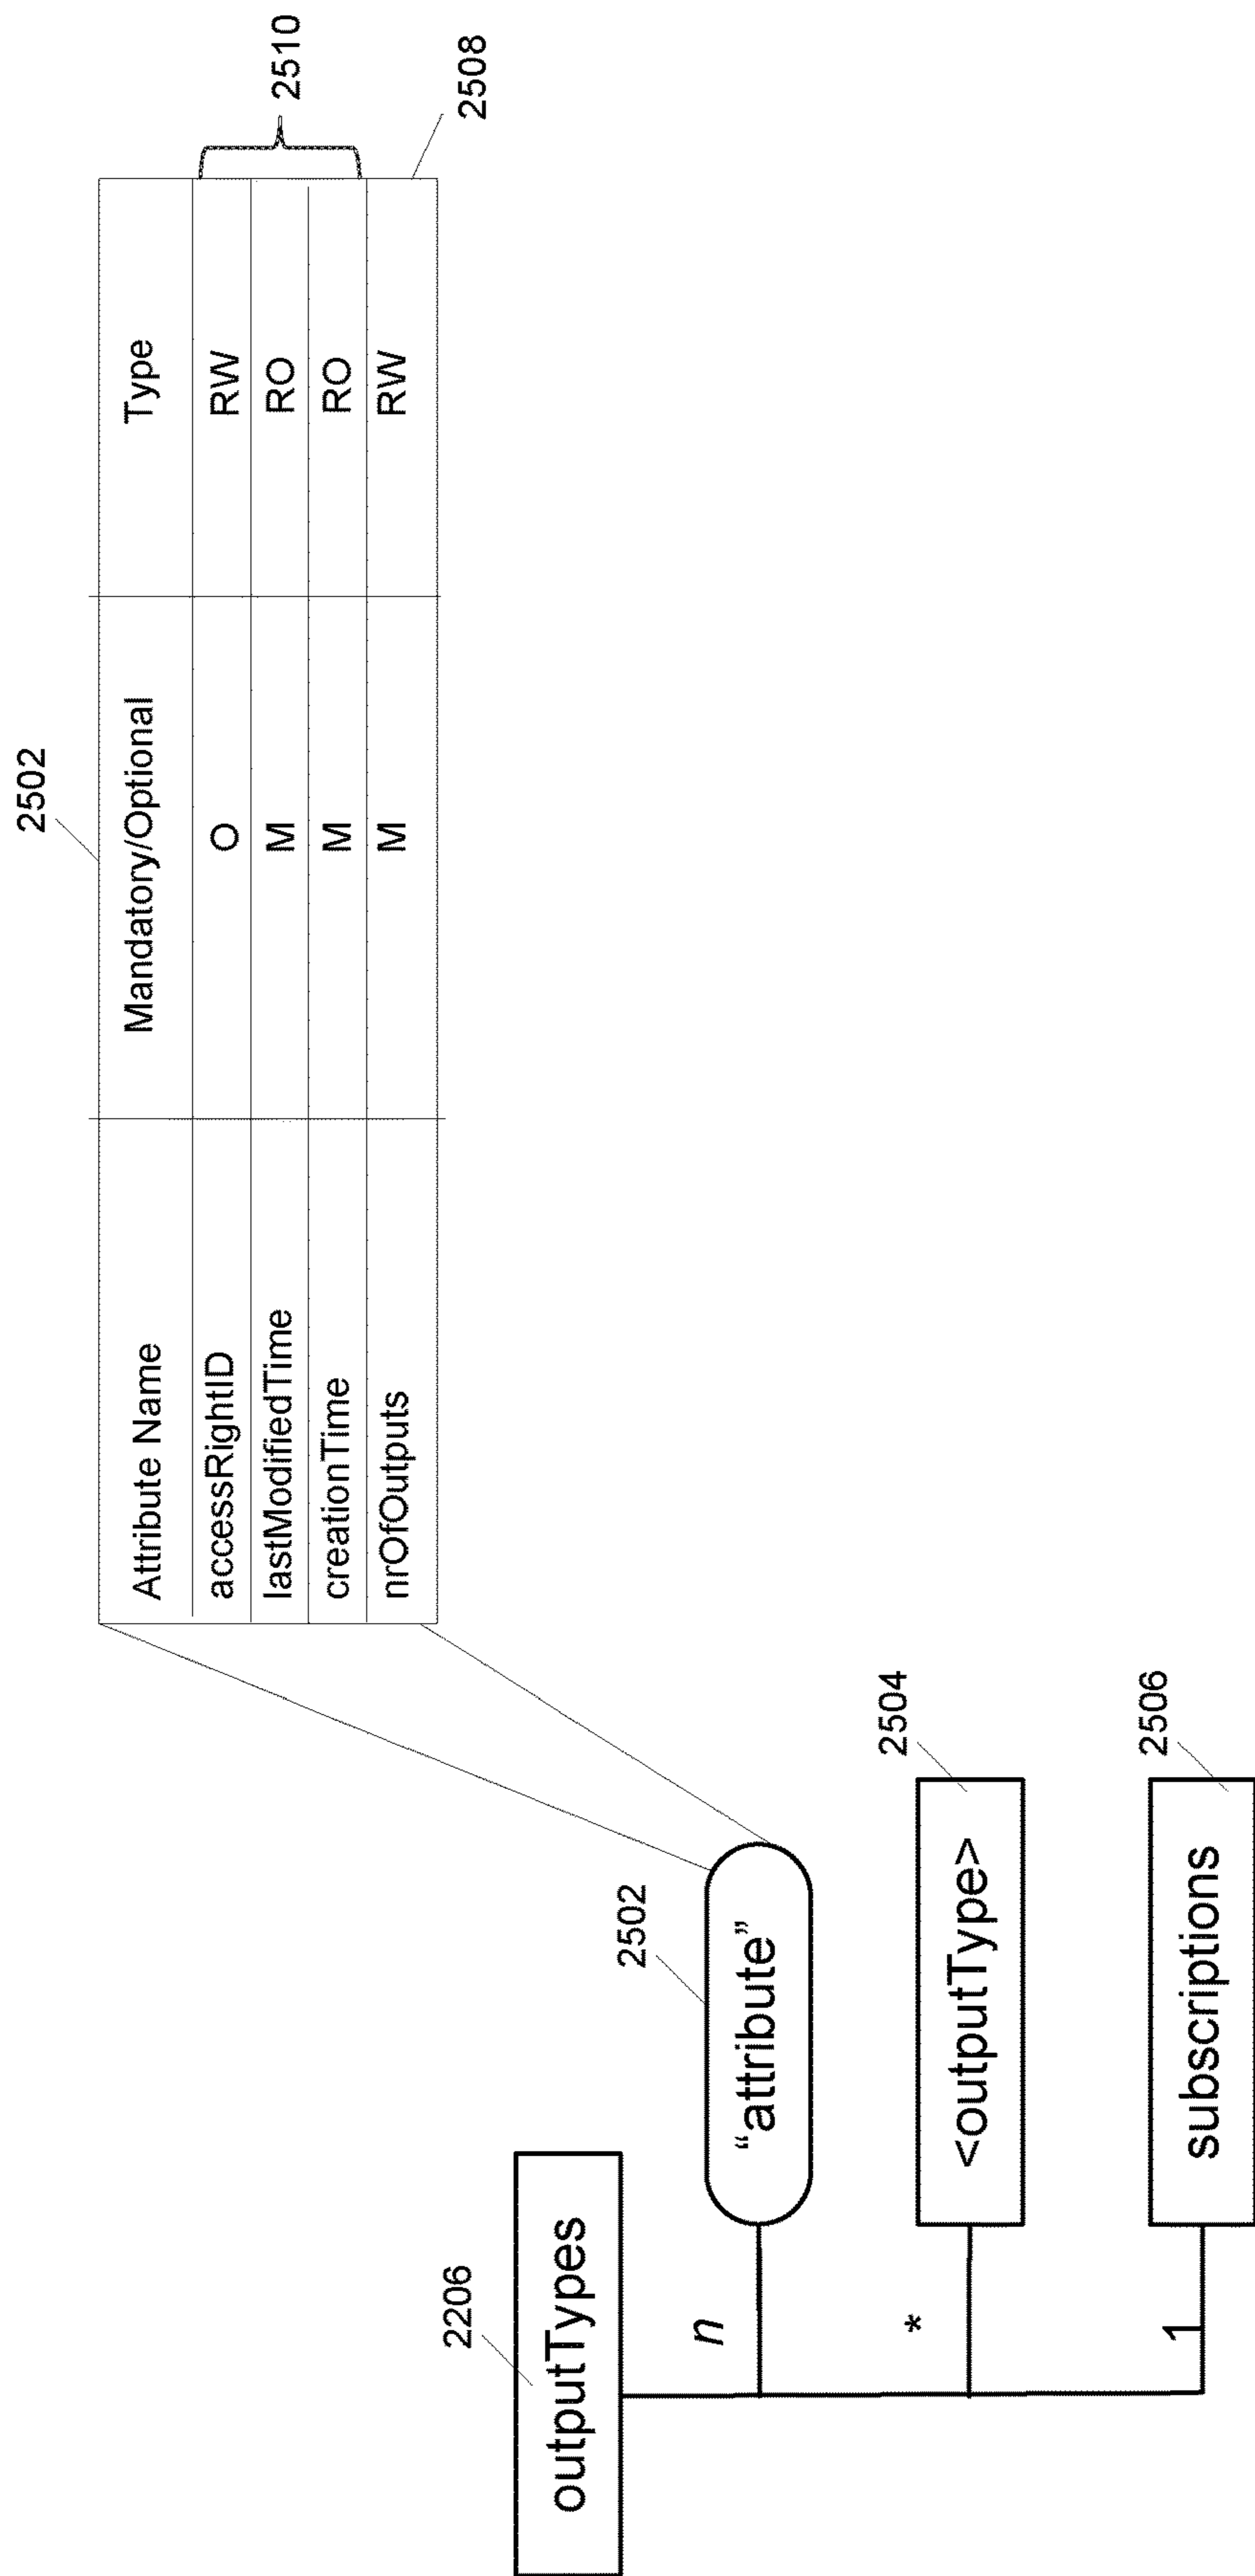 2502
Attribute Name Mandatory/Optional Type
accessRightID O RW
lastModifiedTime M RO
creationTime M RO
nrOfOutputs M RW
2510
2508
2206
outputTypes
n
2502
“attribute”
*
2504
<outputType>
1
2506
subscriptions